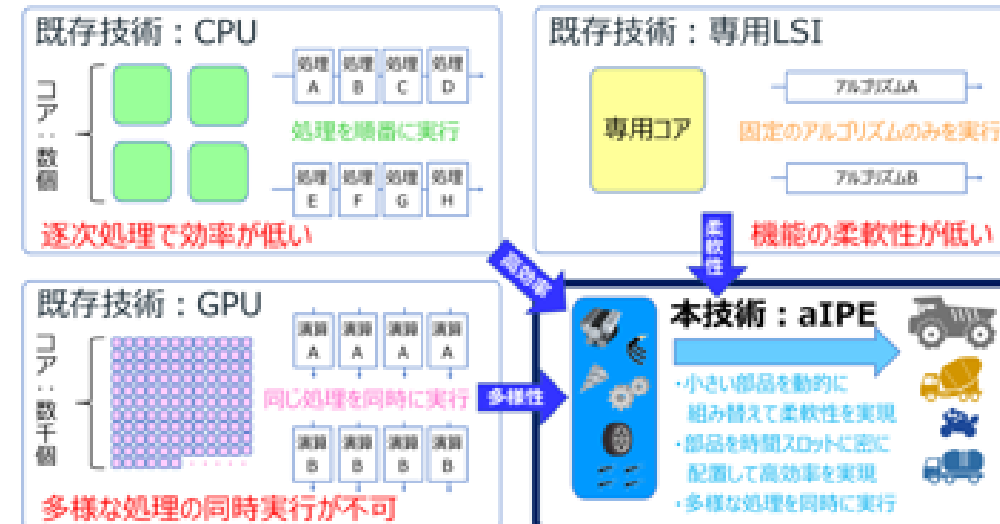 既存技術：CPU
コア：数個
処理A 処理B 処理C 処理D
処理を順番に実行
処理E 処理F 処理G 処理H
逐次処理で効率が低い
既存技術：専用LSI
専用コア
アルゴリズムA
固定のアルゴリズムのみを実行
アルゴリズムB
機能の柔軟性が低い
高効率
柔軟性
既存技術：GPU
コア：数千個
演算A 演算A 演算A 演算A
同じ処理を同時に実行
演算B 演算B 演算B 演算B
多様な処理の同時実行が不可
多様性
本技術：aIPE
・小さい部品を動的に
組み替えて柔軟性を実現
・部品を時間スロットに密に
配置して高効率を実現
・多様な処理を同時に実行